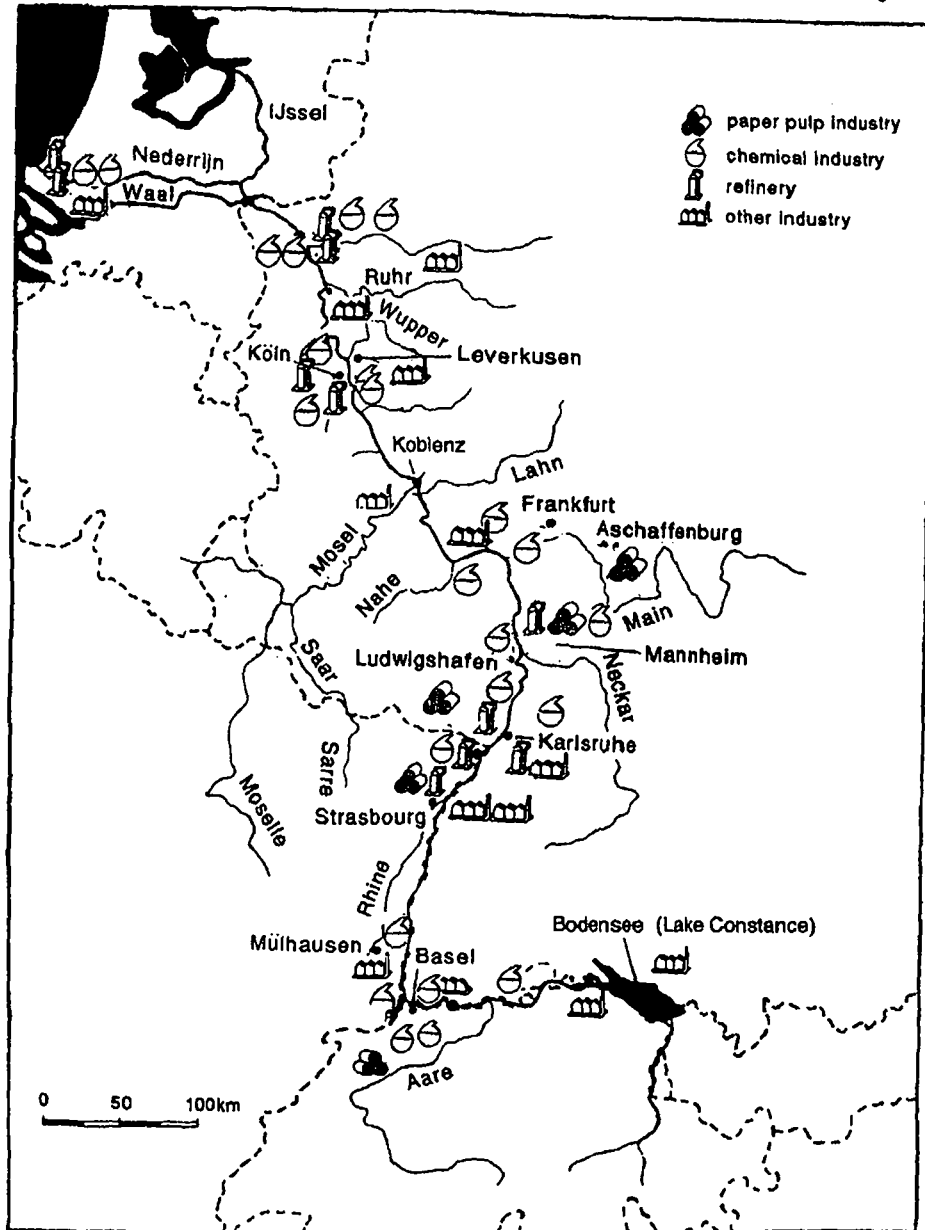 IJssel
Nederrijn
Waal
paper pulp industry
chemical industry
refinery
other industry
Ruhr
Wupper
Köln
Leverkusen
Koblenz
Lahn
Frankfurt
Aschaffenburg
Mosel
Nahe
Main
Mannheim
Saar
Ludwigshafen
Neckar
Karlsruhe
Sarre
Moselle
Strasbourg
Rhine
Mülhausen
Basel
Bodensee (Lake Constance)
Aare
0 50 100km